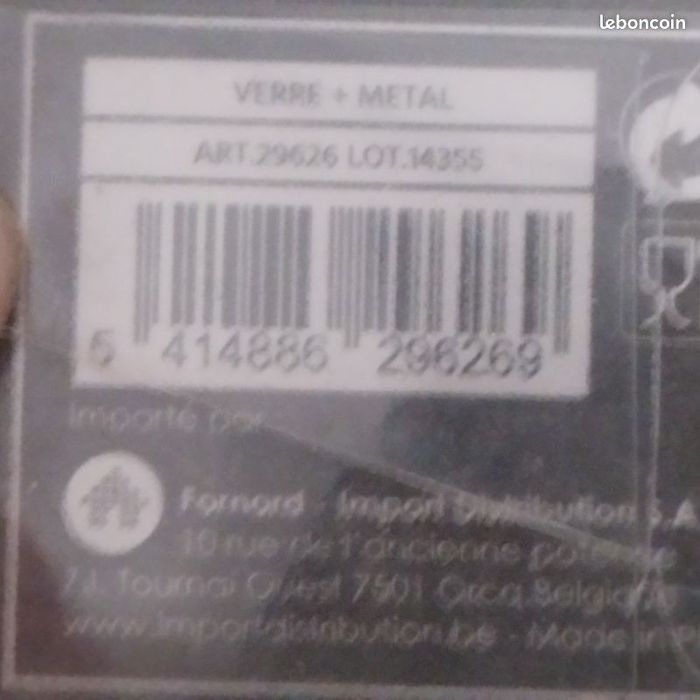 leboncoin
VERRE + METAL
ART.29626 LOT.14355
5 414886 296269
Importé par
Fornord - Import Distribution S.A
10 rue de l'ancienne potence
Z.I. Tournai Ouest 7501 Orcq Belgique
www.importdistribution.be - Made in